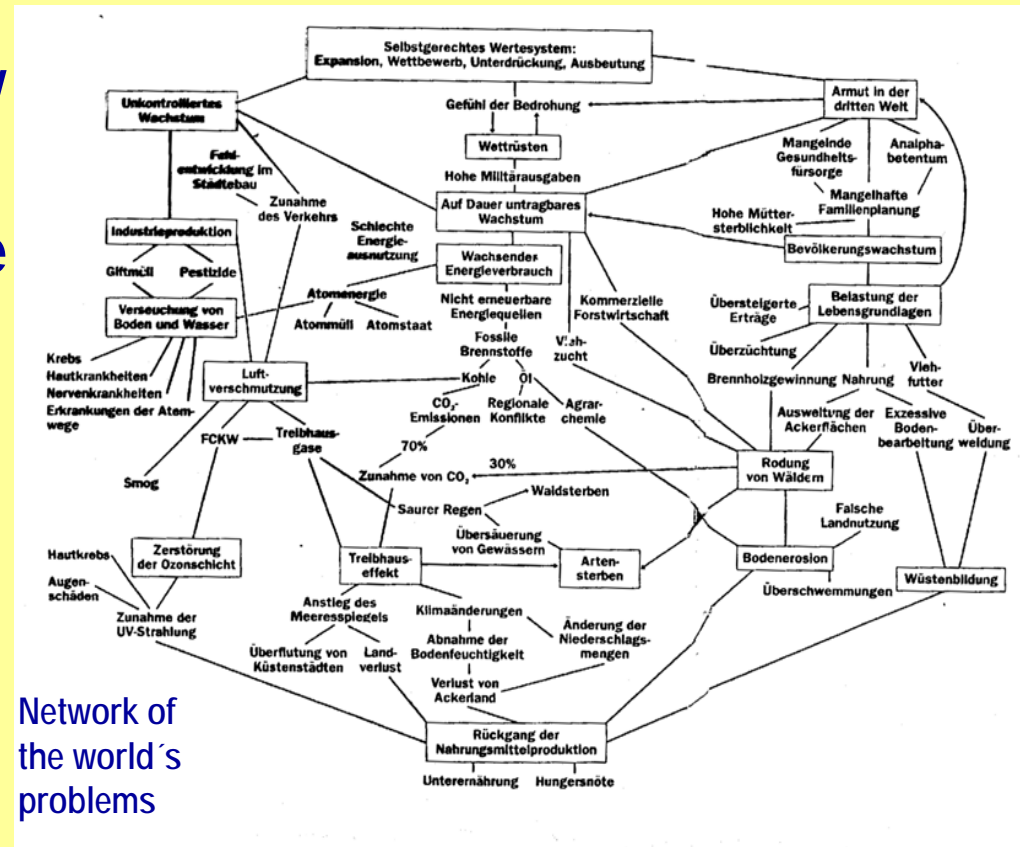 Selbstgerechtes Wertesystem:
Expansion, Wettbewerb, Unterdrückung, Ausbeutung
Unkontrolliertes
Wachstum
Gefühl der Bedrohung
Armut in der
dritten Welt
Wettrüsten
Mangelnde
Gesundheits-
fürsorge
Analpha-
betentum
Fehl-
entwicklung im
Städtebau
Hohe Militärausgaben
Zunahme
des Verkehrs
Auf Dauer untragbares
Wachstum
Mangelhafte
Familienplanung
Hohe Mütter-
sterblichkeit
Industrieproduktion
Schlechte
Energie-
ausnutzung
Bevölkerungswachstum
Wachsender
Energieverbrauch
Giftmüll
Pestizide
Atomenergie
Nicht erneuerbare
Energiequellen
Kommerzielle
Forstwirtschaft
Übersteigerte
Erträge
Belastung der
Lebensgrundlagen
Verseuchung von
Boden und Wasser
Atommüll
Atomstaat
Fossile
Brennstoffe
Vieh-
zucht
Überzüchtung
Krebs
Hautkrankheiten
Nervenkrankheiten
Erkrankungen der Atem-
wege
Luft-
verschmutzung
Kohle
Öl
Brennholzgewinnung
Nahrung
Vieh-
futter
CO₂-
Emissionen
Regionale
Konflikte
Agrar-
chemie
Ausweitung der
Ackerflächen
Exzessive
Boden-
bearbeitung
Über-
weidung
FCKW
Treibhaus-
gase
70%
30%
Smog
Zunahme von CO₂
Rodung
von Wäldern
Saurer Regen
Waldsterben
Falsche
Landnutzung
Übersäuerung
von Gewässern
Hautkrebs
Zerstörung
der Ozonschicht
Treibhaus-
effekt
Arten-
sterben
Bodenerosion
Wüstenbildung
Augen-
schäden
Überschwemmungen
Zunahme der
UV-Strahlung
Anstieg des
Meeresspiegels
Klimaänderungen
Änderung der
Niederschlags-
mengen
Überflutung von
Küstenstädten
Land-
verlust
Abnahme der
Bodenfeuchtigkeit
Verlust von
Ackerland
Rückgang der
Nahrungsmittelproduktion
Unterernährung
Hungersnöte
Network of
the world´s
problems